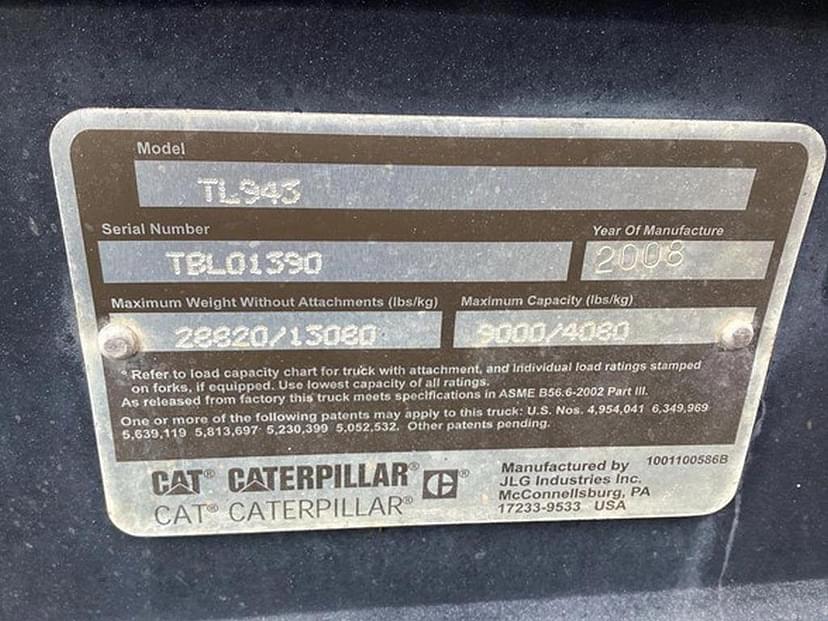 Model
TL943
Serial Number
Year Of Manufacture
TBL01390
2008
Maximum Weight Without Attachments (lbs/kg)
Maximum Capacity (lbs/kg)
28820/13080
9000/4080
* Refer to load capacity chart for truck with attachment, and individual load ratings stamped
on forks, if equipped. Use lowest capacity of all ratings.
As released from factory this truck meets specifications in ASME B56.6-2002 Part III.
One or more of the following patents may apply to this truck: U.S. Nos. 4,954,041 6,349,969
5,639,119 5,813,697 5,230,399 5,052,532. Other patents pending.
CAT® CATERPILLAR® C®
CAT® CATERPILLAR®
Manufactured by
JLG Industries Inc.
McConnellsburg, PA
17233-9533 USA
1001100586B